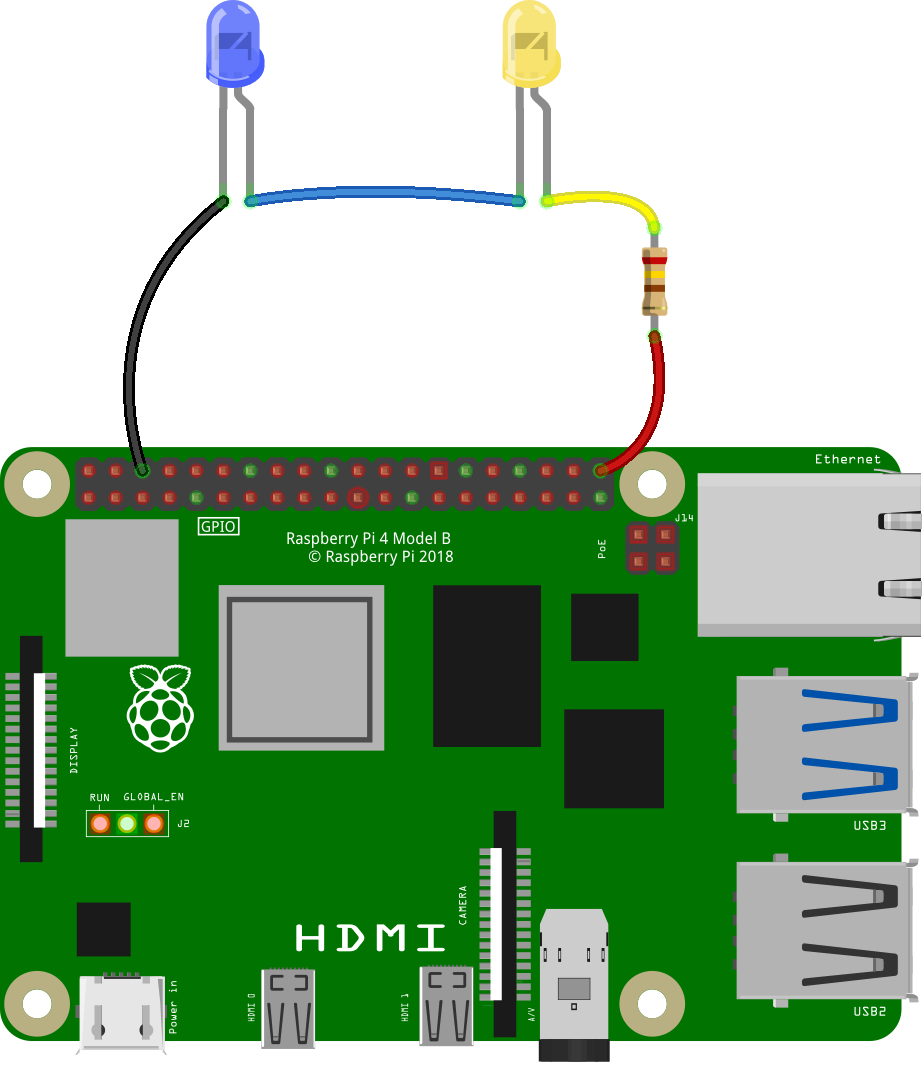 Ethernet
J14
GPIO
Raspberry Pi 4 Model B
© Raspberry Pi 2018
PoE
DISPLAY
RUN
GLOBAL_EN
J2
USB3
CAMERA
HDMI
Power in
HDMI 0
HDMI 1
A/V
USB2